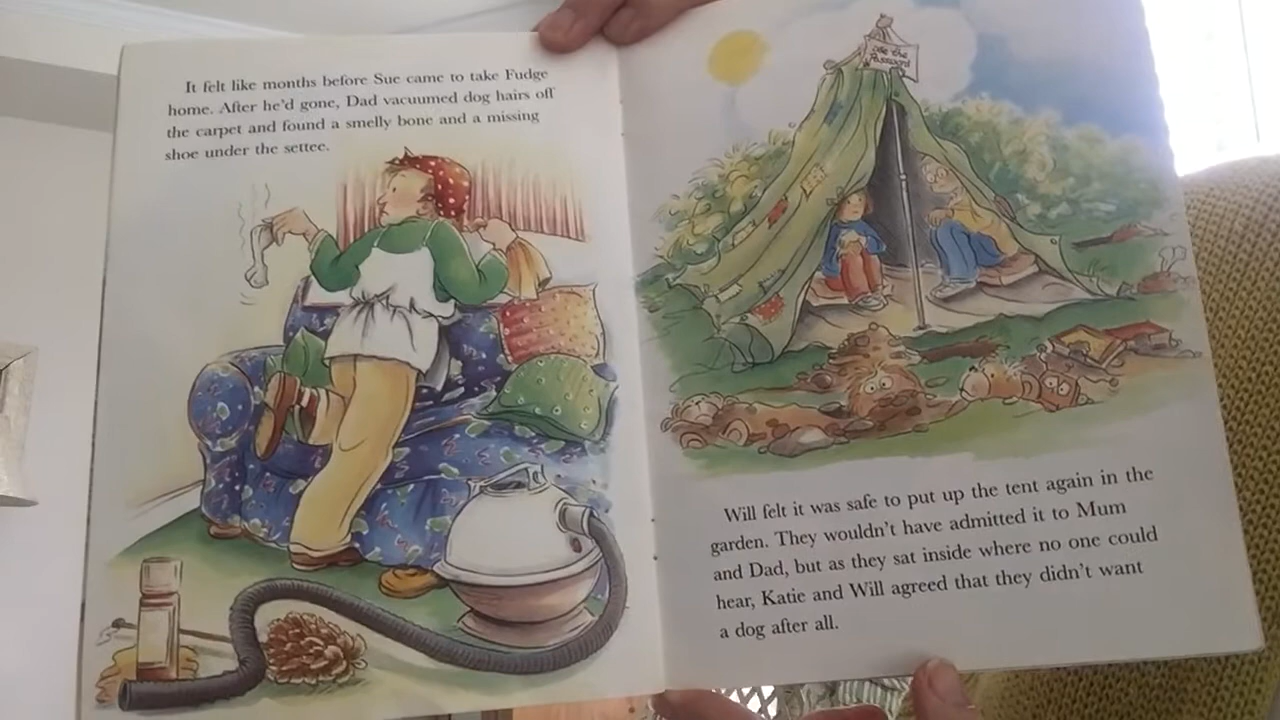 It felt like months before Sue came to take Fudge
home. After he'd gone, Dad vacuumed dog hairs off
the carpet and found a smelly bone and a missing
shoe under the settee.
use the
Password
Will felt it was safe to put up the tent again in the
garden. They wouldn't have admitted it to Mum
and Dad, but as they sat inside where no one could
hear, Katie and Will agreed that they didn't want
a dog after all.